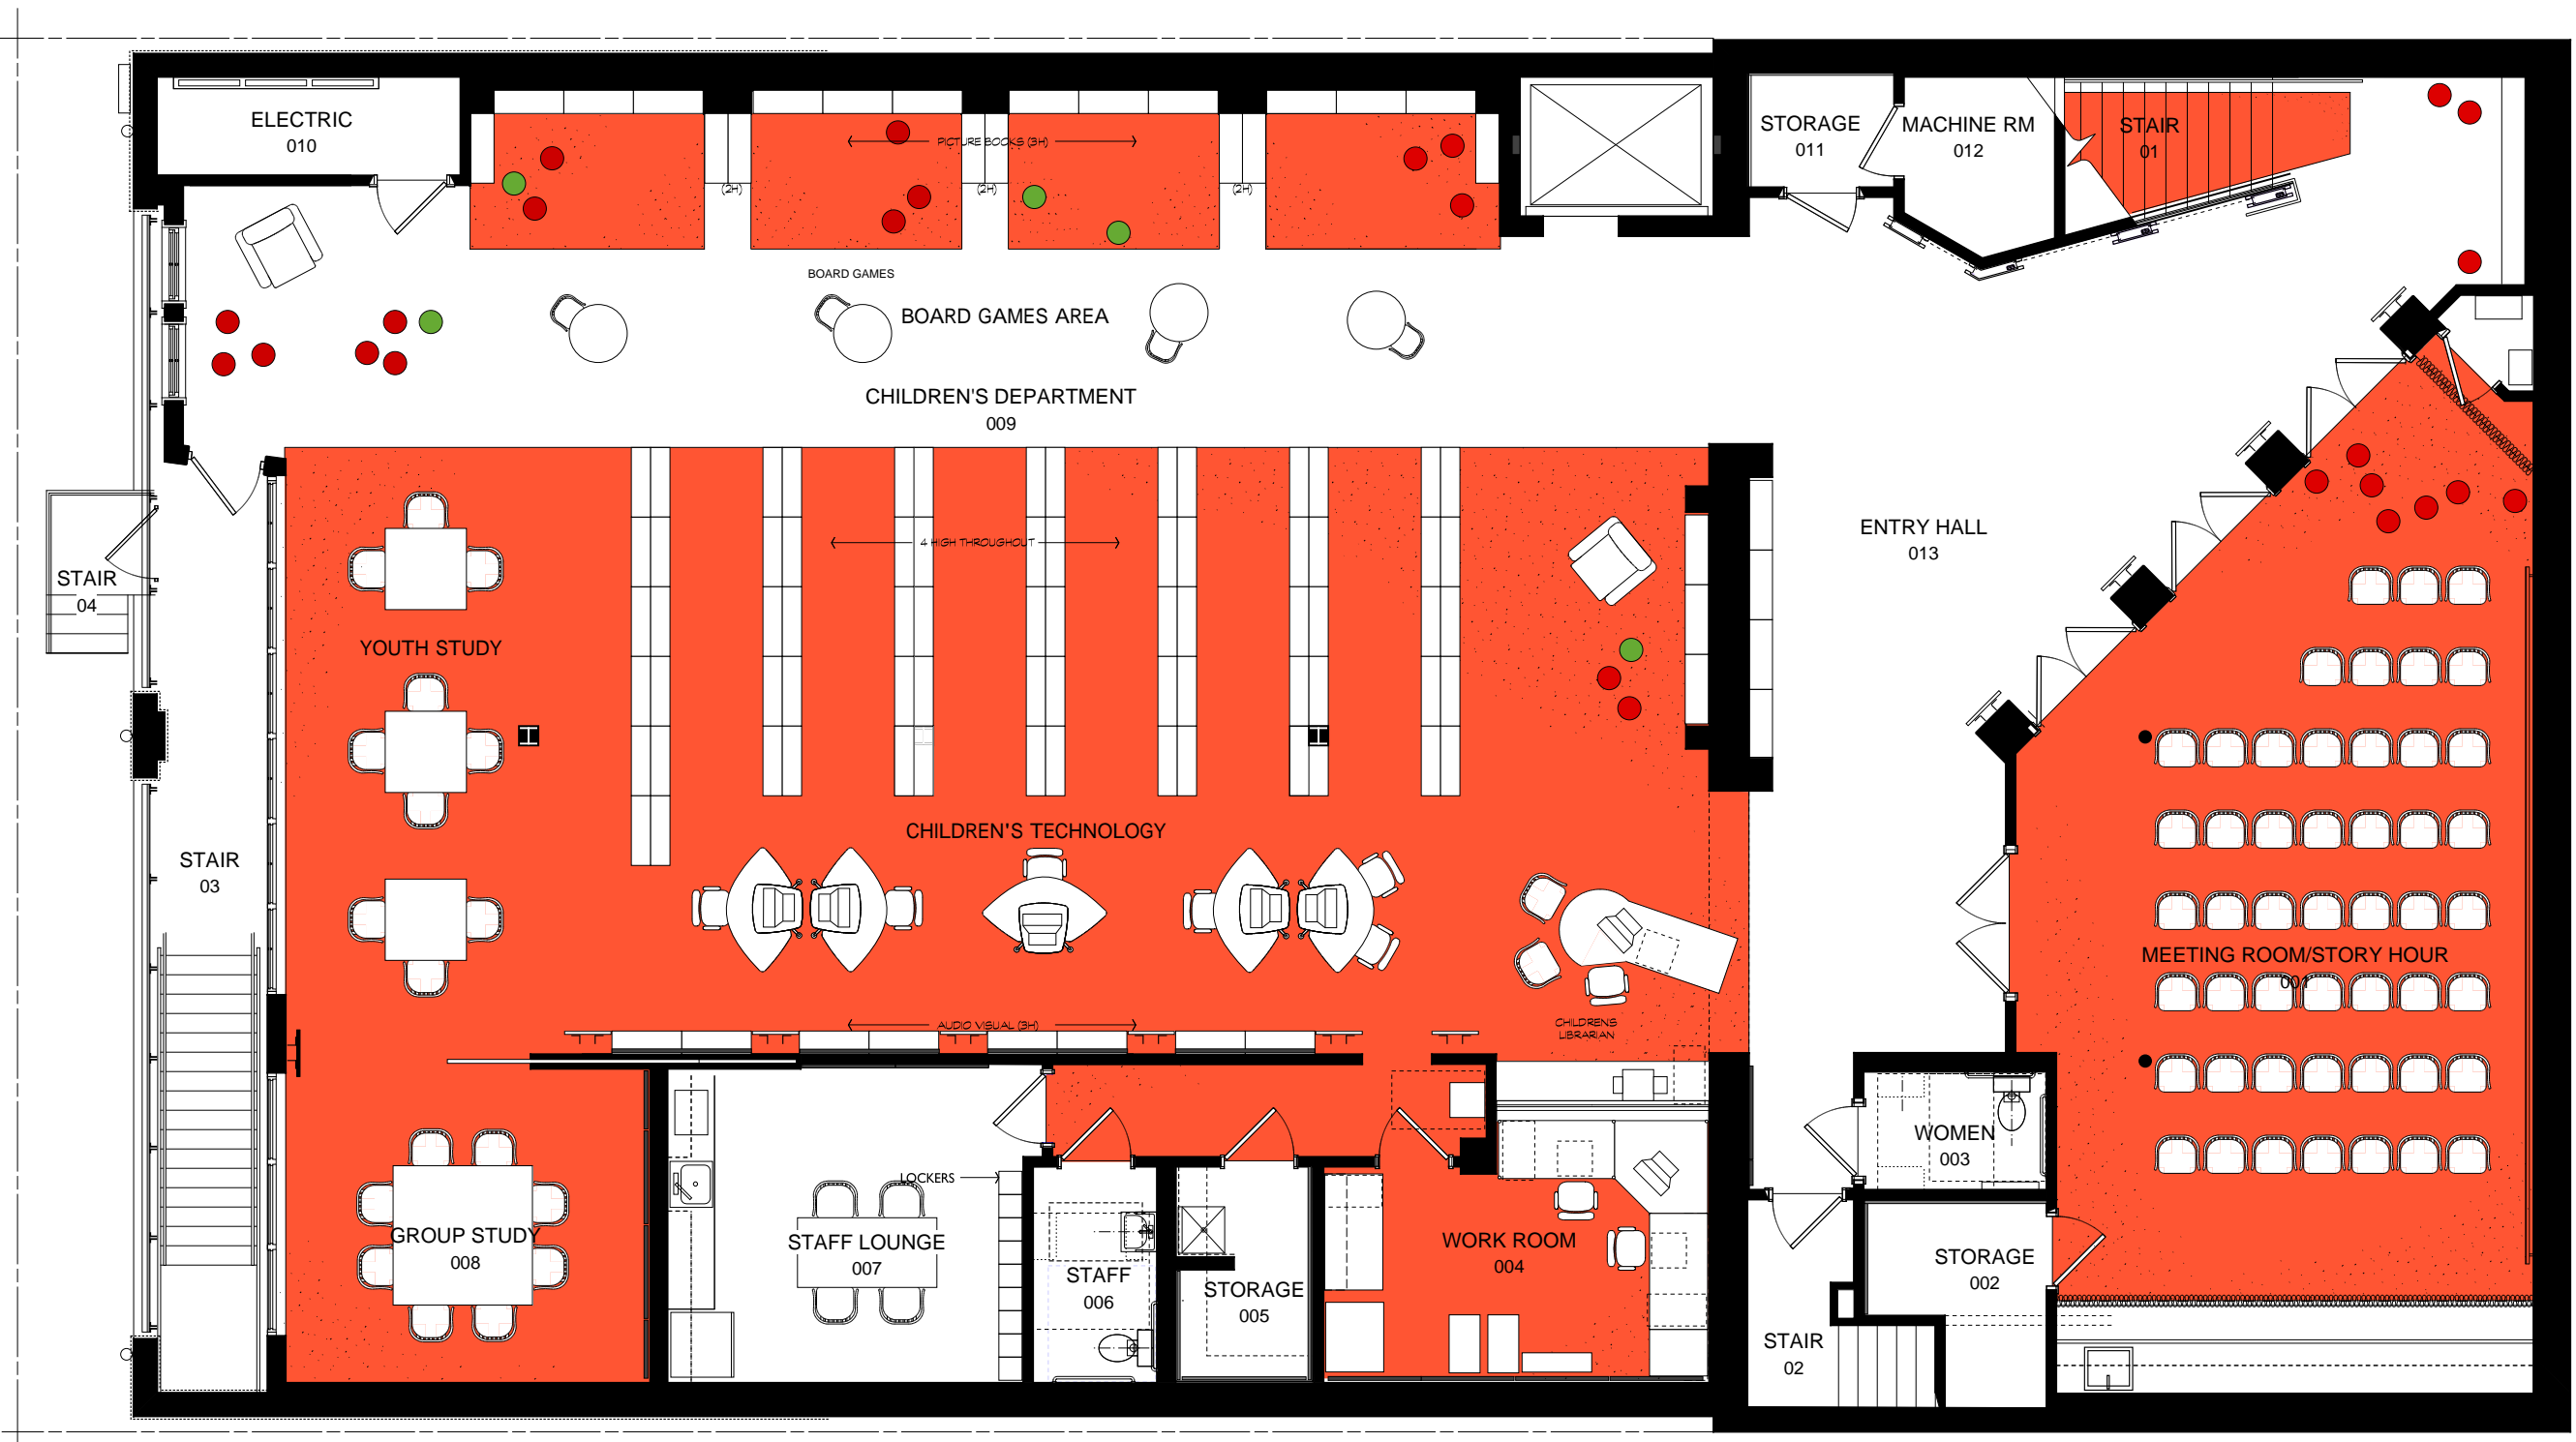 ELECTRIC
010
STORAGE
011
MACHINE RM
012
STAIR
01
PICTURE BOOKS (3H)
(2H)
(2H)
(2H)
BOARD GAMES
BOARD GAMES AREA
CHILDREN'S DEPARTMENT
009
ENTRY HALL
013
4 HIGH THROUGHOUT
STAIR
04
YOUTH STUDY
CHILDREN'S TECHNOLOGY
STAIR
03
MEETING ROOM/STORY HOUR
001
AUDIO VISUAL (3H)
CHILDRENS
LIBRARIAN
WOMEN
003
LOCKERS
GROUP STUDY
008
STAFF LOUNGE
007
STAFF
006
STORAGE
005
WORK ROOM
004
STORAGE
002
STAIR
02